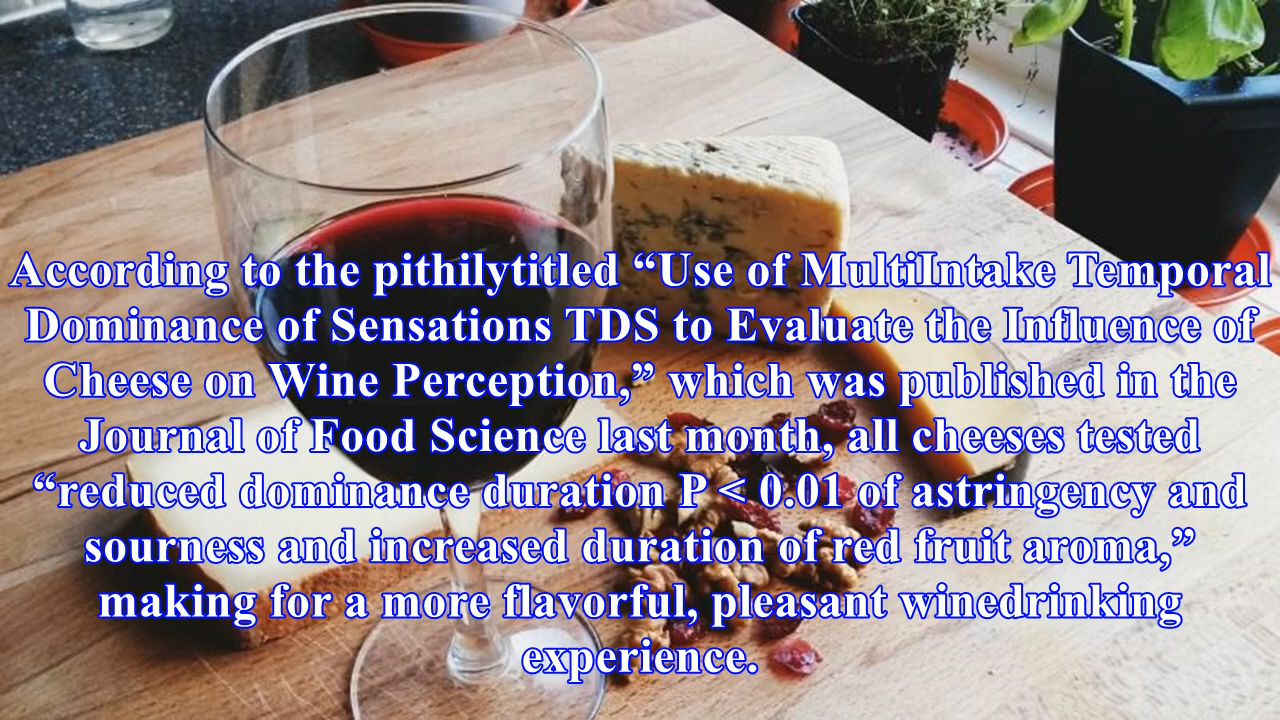 According to the pithilytitled “Use of MultiIntake Temporal
Dominance of Sensations TDS to Evaluate the Influence of
Cheese on Wine Perception,” which was published in the
Journal of Food Science last month, all cheeses tested
“reduced dominance duration P < 0.01 of astringency and
sourness and increased duration of red fruit aroma,”
making for a more flavorful, pleasant winedrinking
experience.